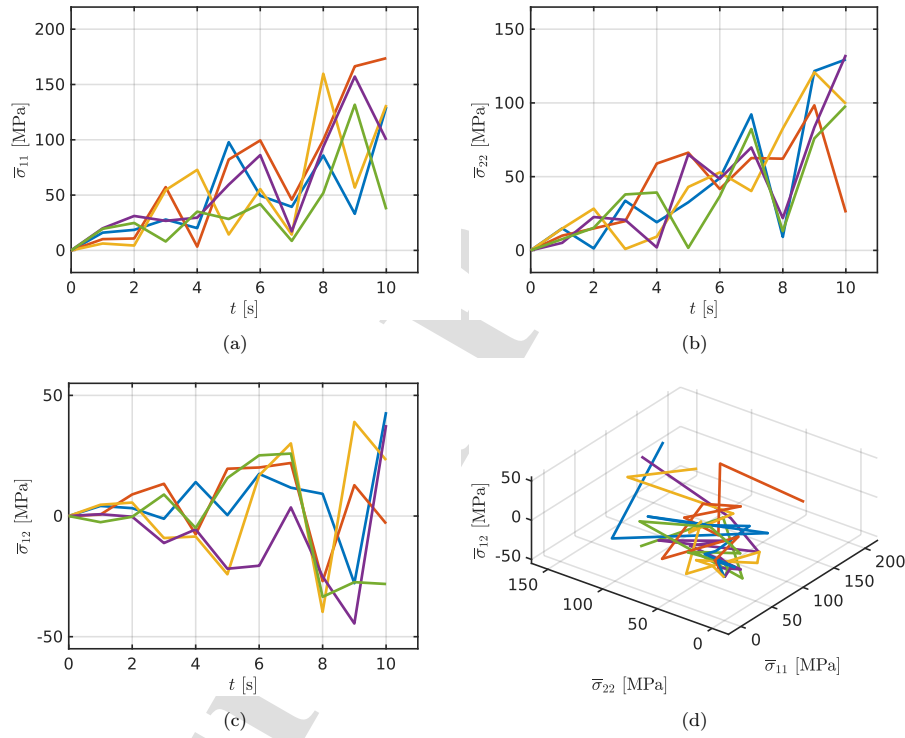 200
150
100
50
0
σ̅₁₁ [MPa]
0 2 4 6 8 10
t [s]
(a)
150
100
50
0
σ̅₂₂ [MPa]
0 2 4 6 8 10
t [s]
(b)
50
0
-50
σ̅₁₂ [MPa]
0 2 4 6 8 10
t [s]
(c)
50
0
-50
σ̅₁₂ [MPa]
150 100 50 0
σ̅₂₂ [MPa]
0 50 100 150 200
σ̅₁₁ [MPa]
(d)